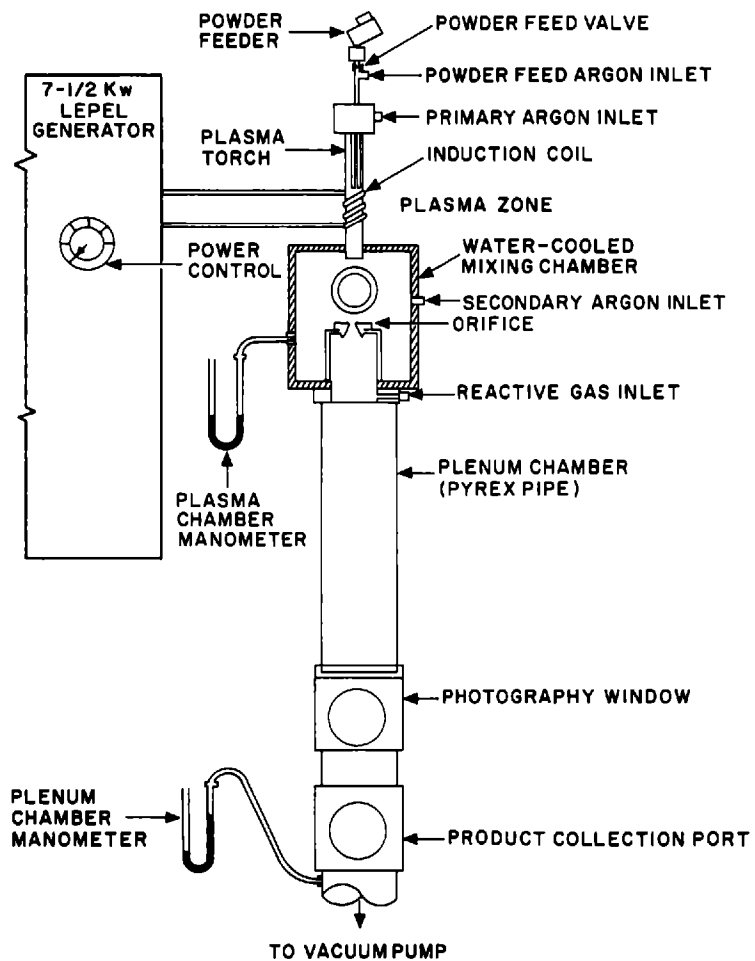 POWDER
FEEDER
POWDER FEED VALVE
POWDER FEED ARGON INLET
7-1/2 Kw
LEPEL
GENERATOR
PRIMARY ARGON INLET
PLASMA
TORCH
INDUCTION COIL
PLASMA ZONE
POWER
CONTROL
WATER-COOLED
MIXING CHAMBER
SECONDARY ARGON INLET
ORIFICE
REACTIVE GAS INLET
PLENUM CHAMBER
(PYREX PIPE)
PLASMA
CHAMBER
MANOMETER
PHOTOGRAPHY WINDOW
PLENUM
CHAMBER
MANOMETER
PRODUCT COLLECTION PORT
TO VACUUM PUMP